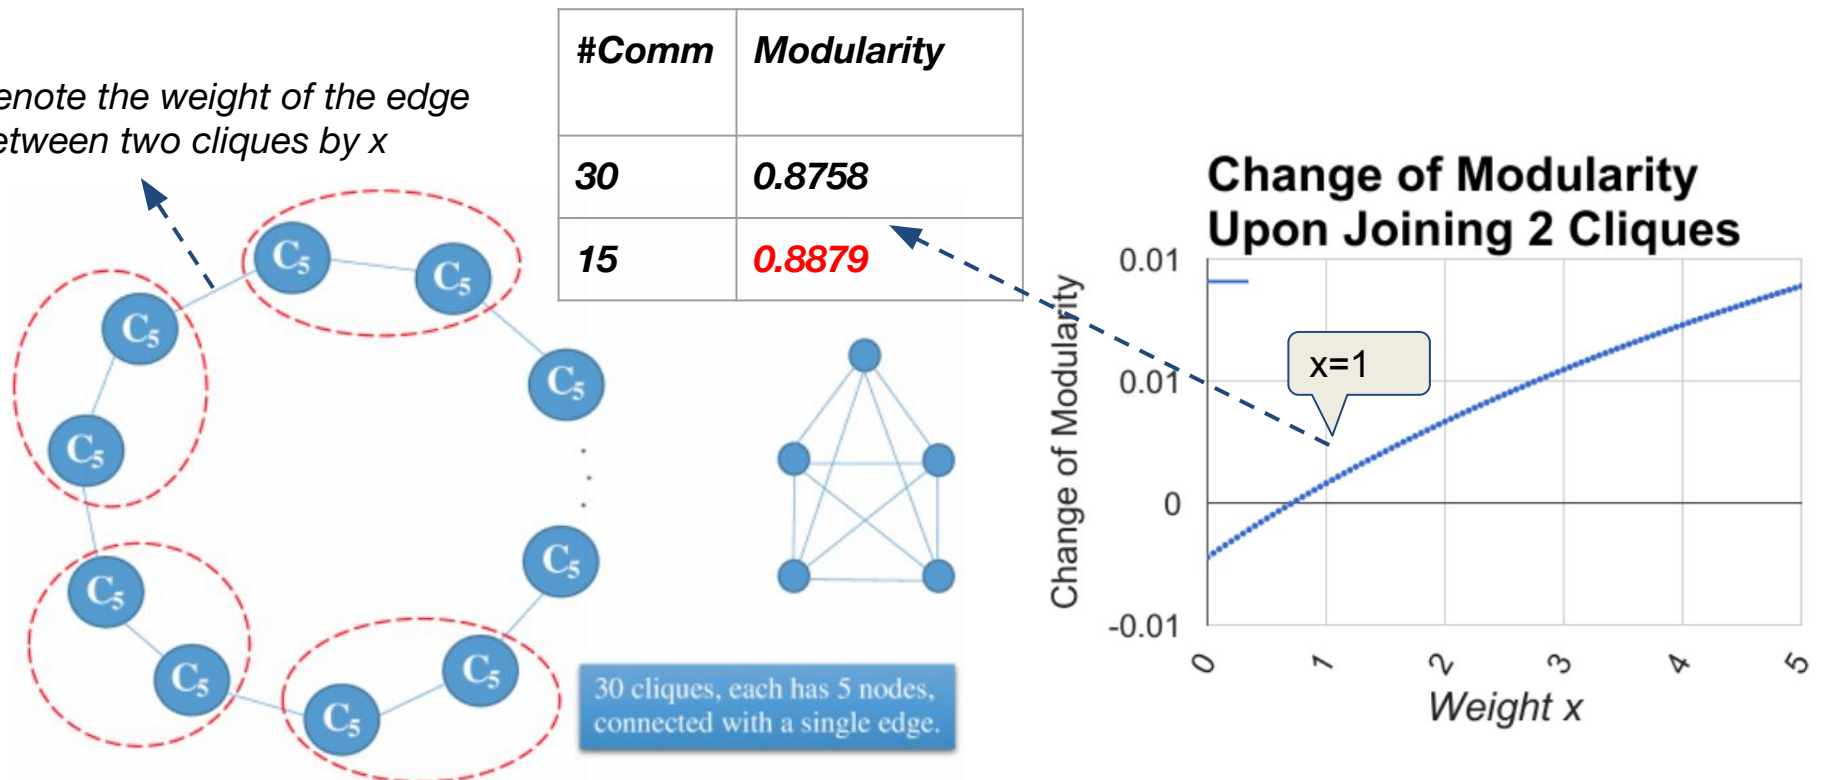 enote the weight of the edge
etween two cliques by x
#Comm Modularity
30 0.8758
15 0.8879
C5
C5
C5
C5
C5
C5
C5
C5
C5
C5
30 cliques, each has 5 nodes,
connected with a single edge.
Change of Modularity
Upon Joining 2 Cliques
Change of Modularity
0.01
0.01
0
-0.01
x=1
0 1 2 3 4 5
Weight x